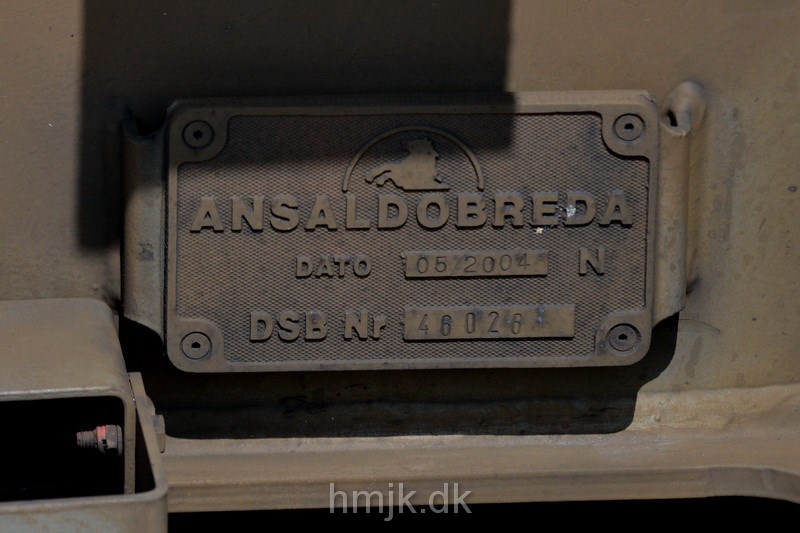 ANSALDOBREDA
DATO 05/2004 N
DSB Nr 46026
hmjk.dk